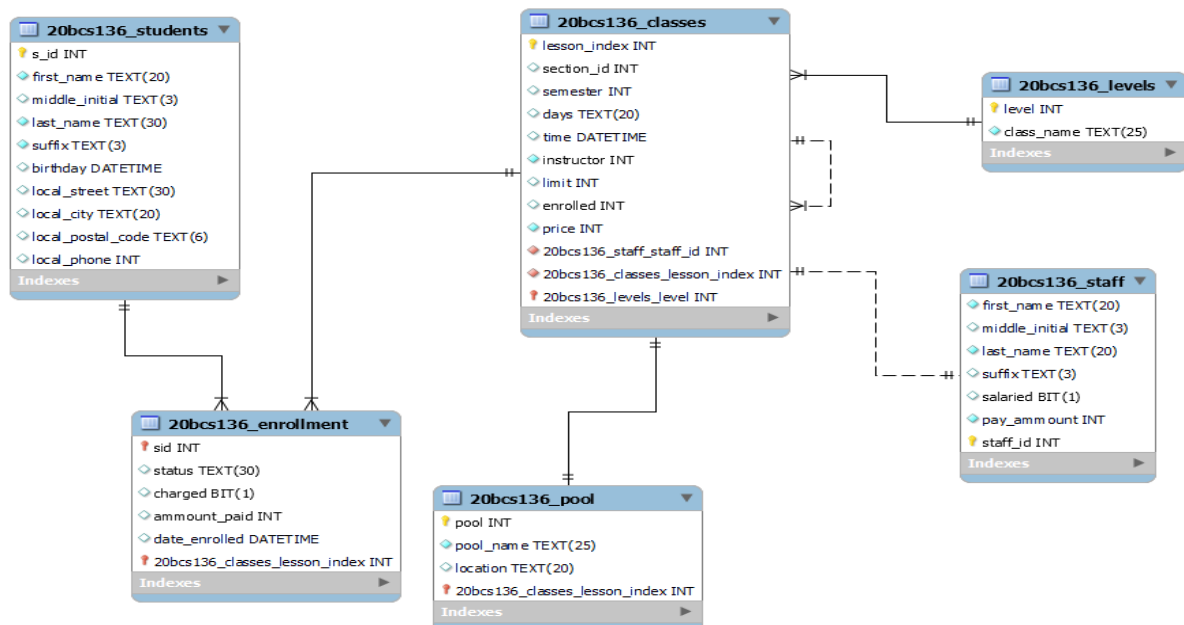 20bcs136_students
s_id INT
first_name TEXT(20)
middle_initial TEXT(3)
last_name TEXT(30)
suffix TEXT(3)
birthday DATETIME
local_street TEXT(30)
local_city TEXT(20)
local_postal_code TEXT(6)
local_phone INT
Indexes
20bcs136_classes
lesson_index INT
section_id INT
semester INT
days TEXT(20)
time DATETIME
instructor INT
limit INT
enrolled INT
price INT
20bcs136_staff_staff_id INT
20bcs136_classes_lesson_index INT
20bcs136_levels_level INT
Indexes
20bcs136_levels
level INT
class_name TEXT(25)
Indexes
20bcs136_staff
first_name TEXT(20)
middle_initial TEXT(3)
last_name TEXT(20)
suffix TEXT(3)
salaried BIT(1)
pay_ammount INT
staff_id INT
Indexes
20bcs136_enrollment
sid INT
status TEXT(30)
charged BIT(1)
ammount_paid INT
date_enrolled DATETIME
20bcs136_classes_lesson_index INT
Indexes
20bcs136_pool
pool INT
pool_name TEXT(25)
location TEXT(20)
20bcs136_classes_lesson_index INT
Indexes